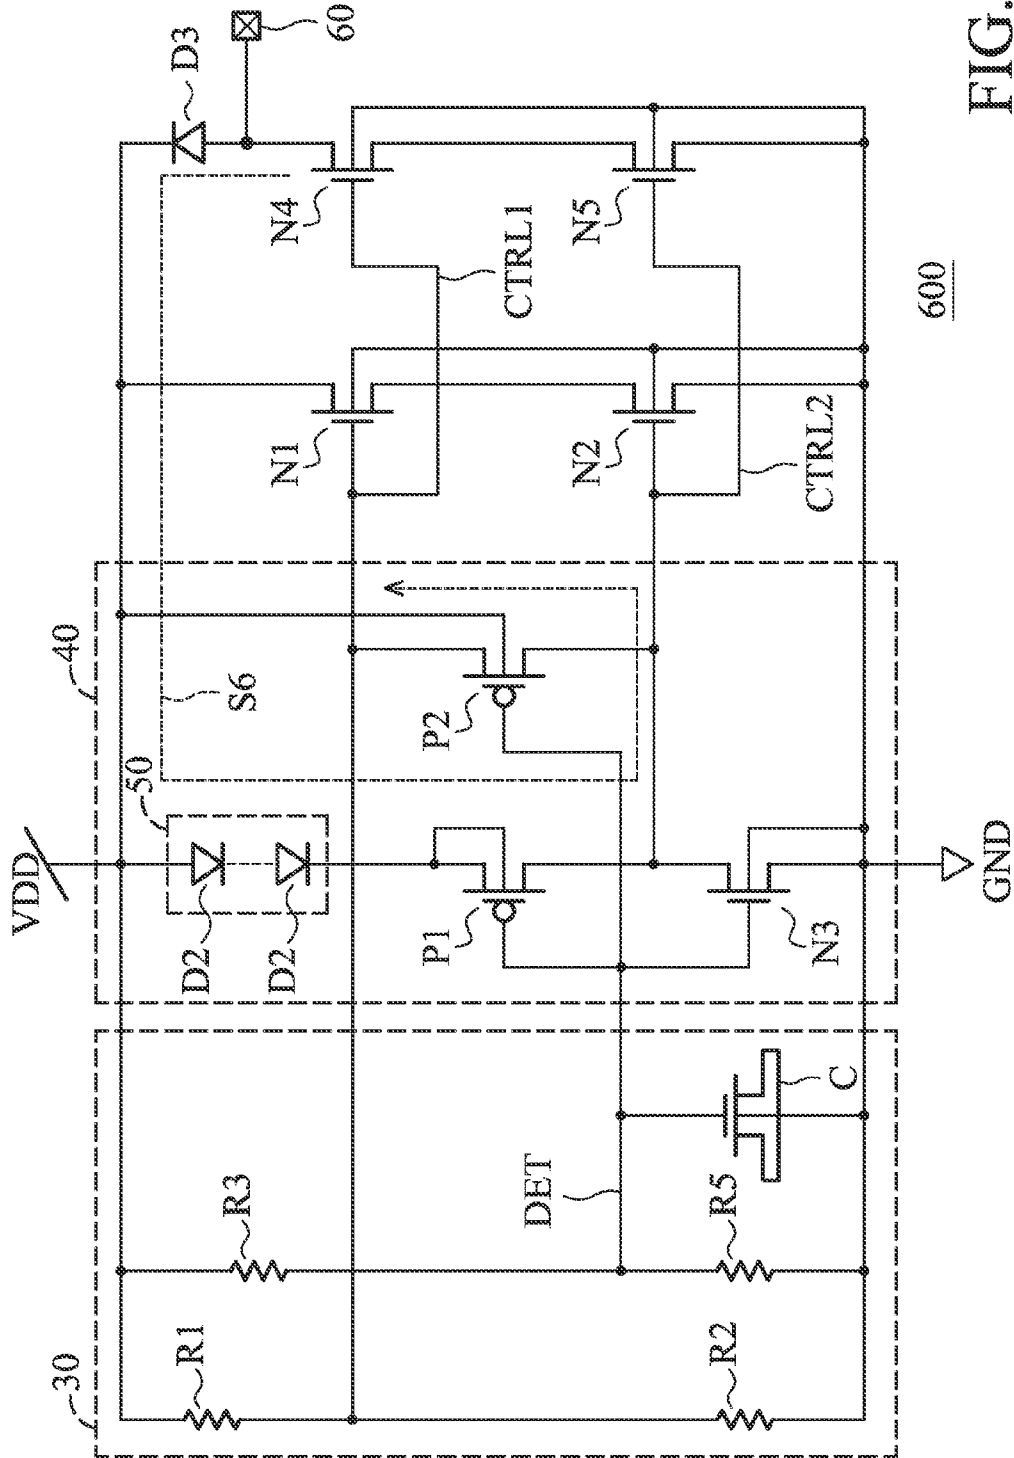 30
R1
R2
R3
R5
DET
C
VDD
40
50
D2
D2
P1
N3
GND
P2
S6
N1
N2
CTRL1
CTRL2
N4
N5
D3
60
600
FIG.